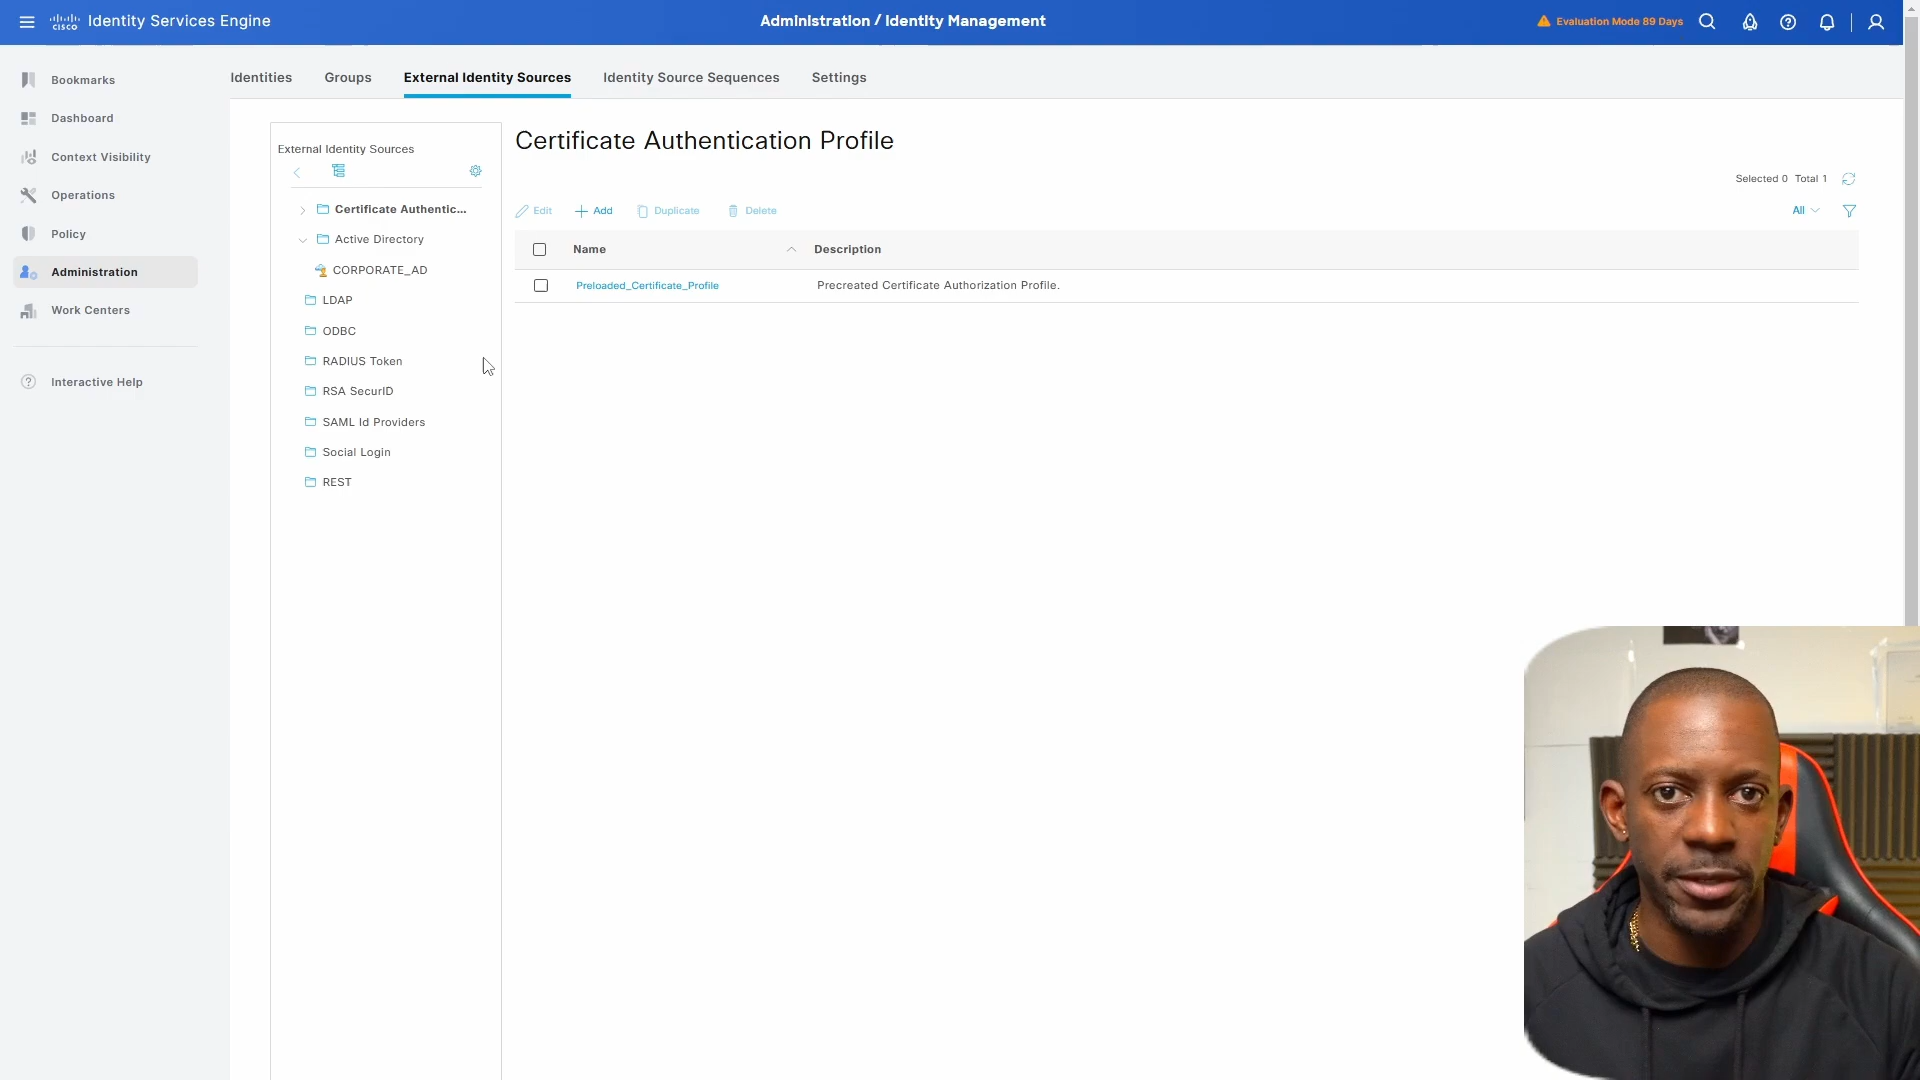 cisco Identity Services Engine
Administration / Identity Management
Evaluation Mode 89 Days
Bookmarks
Dashboard
Context Visibility
Operations
Policy
Administration
Work Centers
Interactive Help
Identities Groups External Identity Sources Identity Source Sequences Settings
External Identity Sources
Certificate Authentic...
Active Directory
CORPORATE_AD
LDAP
ODBC
RADIUS Token
RSA SecurID
SAML Id Providers
Social Login
REST
Certificate Authentication Profile
Selected 0 Total 1
Edit Add Duplicate Delete
All
Name Description
Preloaded_Certificate_Profile Precreated Certificate Authorization Profile.